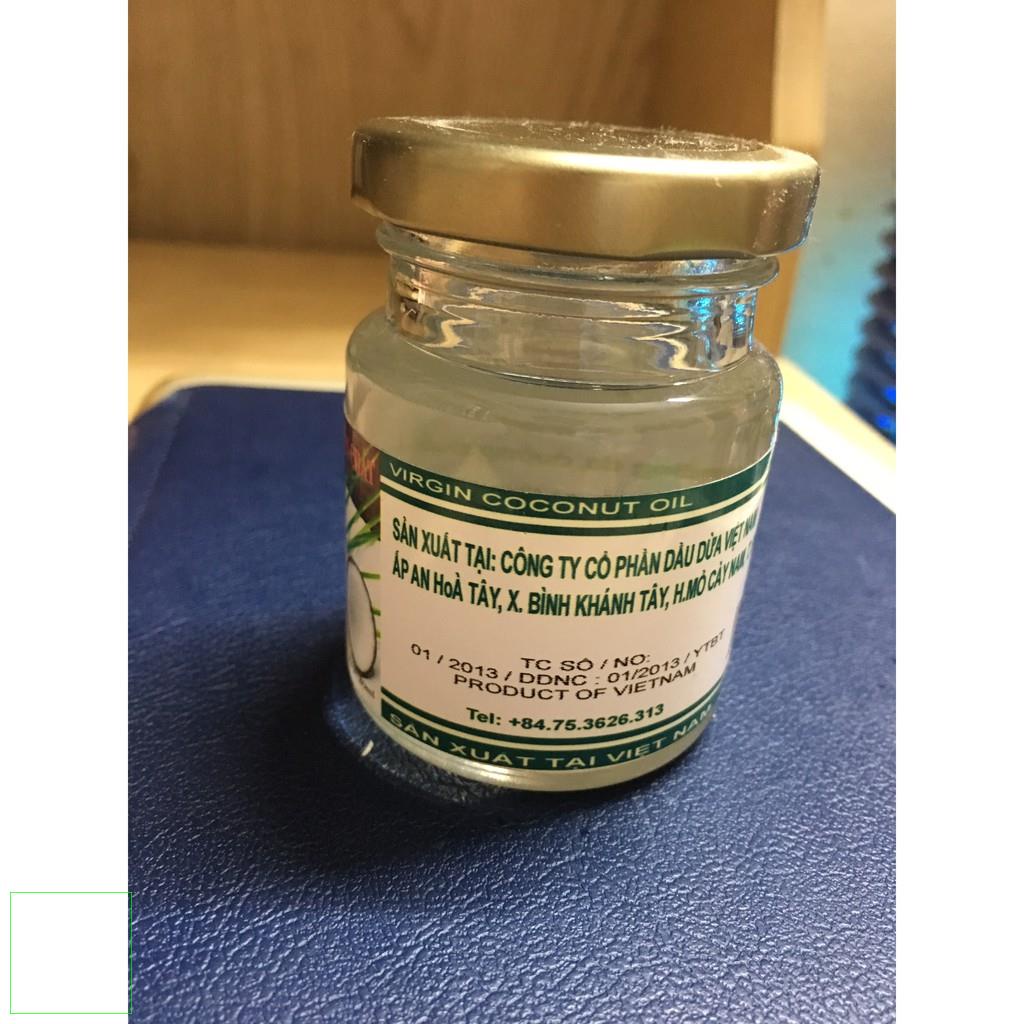 VIRGIN COCONUT OIL
SẢN XUẤT TẠI: CÔNG TY CỔ PHẦN DẦU DỪA VIỆT NAM
ẤP AN HoÀ TÂY, X. BÌNH KHÁNH TÂY, H.MỎ CÀY NAM
TC SỐ / NO:
01 / 2013 / DDNC : 01/2013 / YTBT
PRODUCT OF VIETNAM
Tel: +84.75.3626.313
SẢN XUẤT TẠI VIỆT NAM